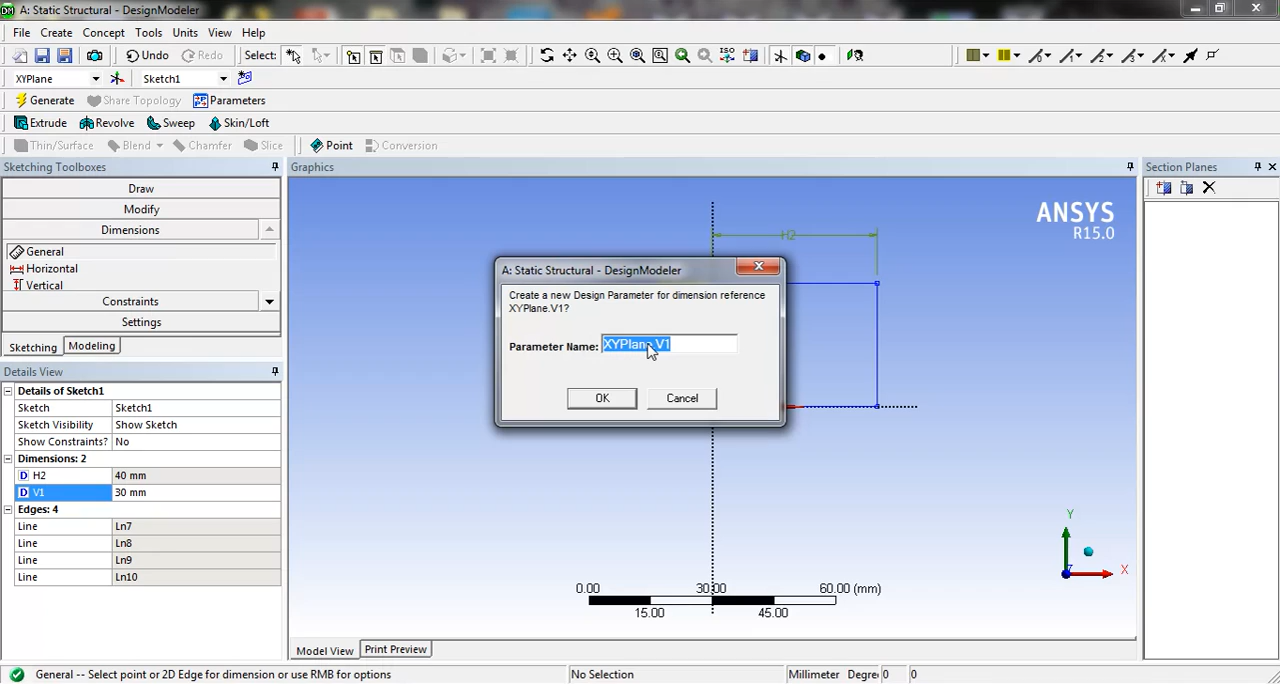 A: Static Structural - DesignModeler
File Create Concept Tools Units View Help
Undo Redo Select:
XYPlane Sketch1
Generate Share Topology Parameters
Extrude Revolve Sweep Skin/Loft
Thin/Surface Blend Chamfer Slice Point Conversion
Sketching Toolboxes
Draw
Modify
Dimensions
General
Horizontal
Vertical
Constraints
Settings
Sketching Modeling
Details View
Details of Sketch1
Sketch Sketch1
Sketch Visibility Show Sketch
Show Constraints? No
Dimensions: 2
D H2 40 mm
D V1 30 mm
Edges: 4
Line Ln7
Line Ln8
Line Ln9
Line Ln10
Graphics
ANSYS
R15.0
H2
A: Static Structural - DesignModeler
Create a new Design Parameter for dimension reference
XYPlane.V1?
Parameter Name: XYPlane.V1
OK Cancel
Y
X
Z
0.00 30.00 60.00 (mm)
15.00 45.00
Model View Print Preview
Section Planes
General -- Select point or 2D Edge for dimension or use RMB for options
No Selection
Millimeter Degree 0 0